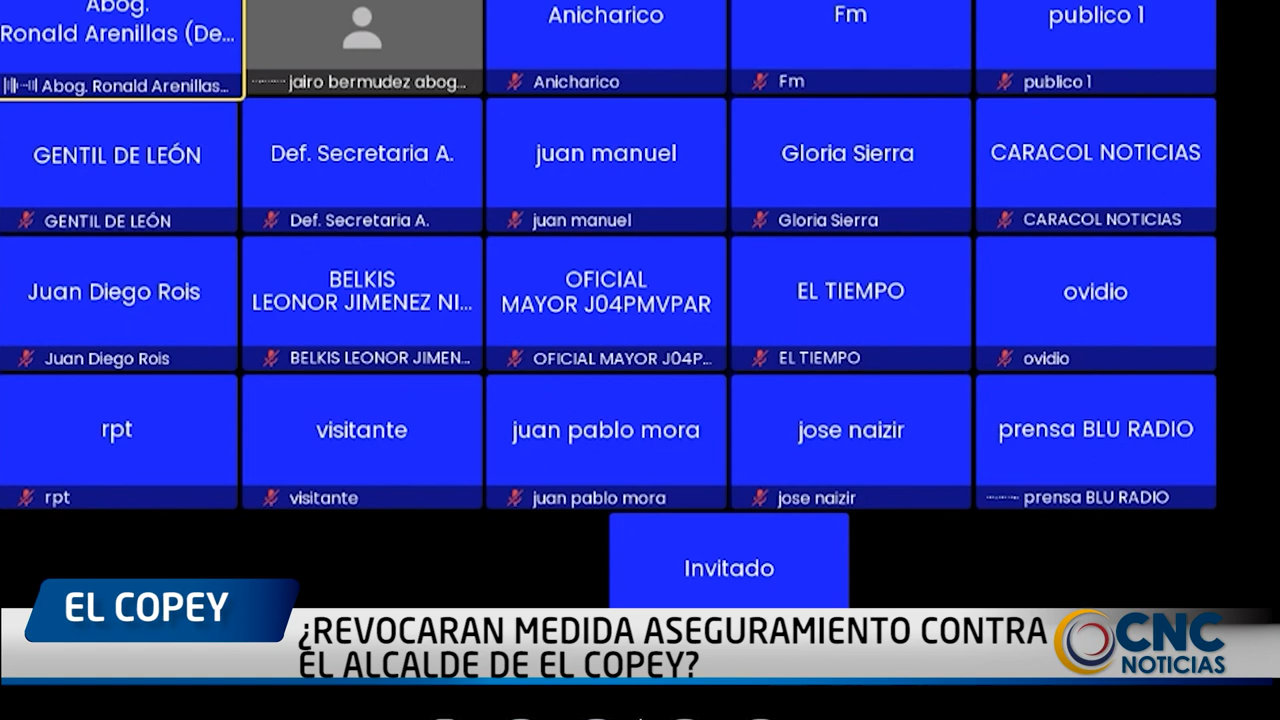 Abog.
Ronald Arenillas (De...
Abog. Ronald Arenillas...
jairo bermudez abog...
Anicharico
Anicharico
Fm
Fm
publico 1
publico 1
GENTIL DE LEÓN
GENTIL DE LEÓN
Def. Secretaria A.
Def. Secretaria A.
juan manuel
juan manuel
Gloria Sierra
Gloria Sierra
CARACOL NOTICIAS
CARACOL NOTICIAS
Juan Diego Rois
Juan Diego Rois
BELKIS
LEONOR JIMENEZ NI...
BELKIS LEONOR JIMEN...
OFICIAL
MAYOR J04PMVPAR
OFICIAL MAYOR J04P...
EL TIEMPO
EL TIEMPO
ovidio
ovidio
rpt
rpt
visitante
visitante
juan pablo mora
juan pablo mora
jose naizir
jose naizir
prensa BLU RADIO
prensa BLU RADIO
Invitado
EL COPEY
¿REVOCARAN MEDIDA ASEGURAMIENTO CONTRA
EL ALCALDE DE EL COPEY?
CNC
NOTICIAS